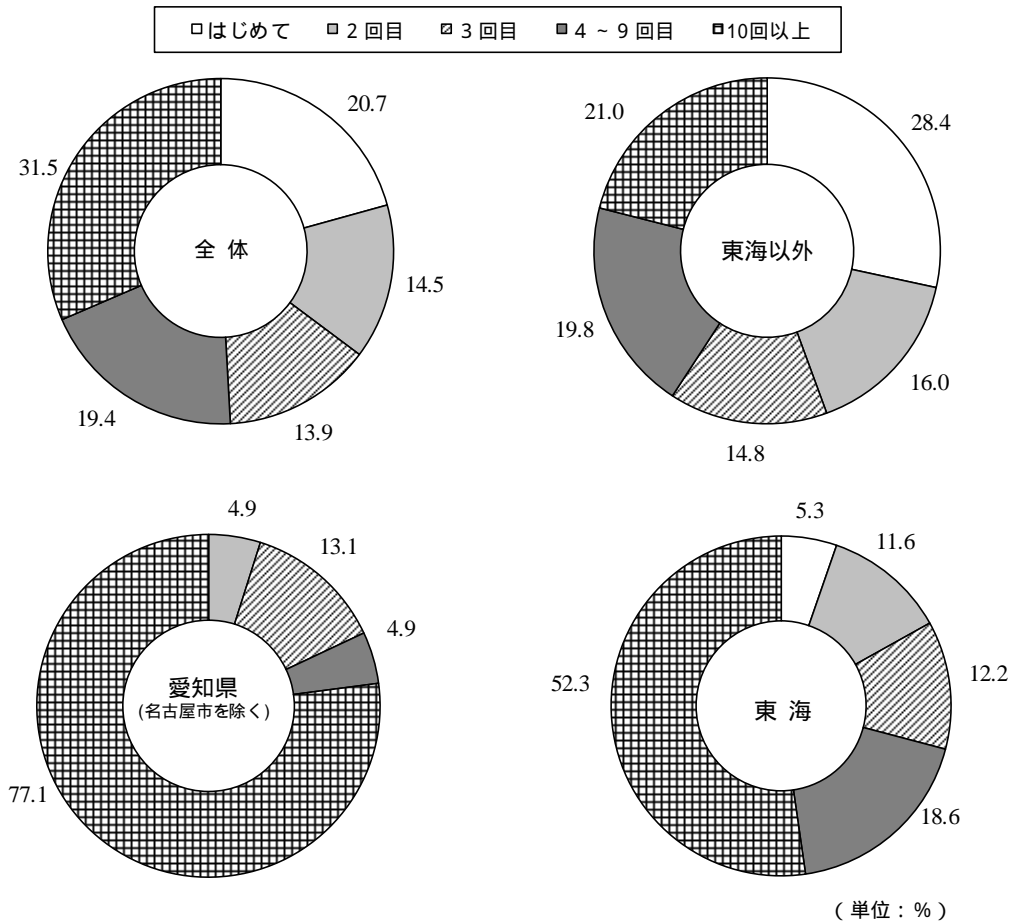 □はじめて ■2回目 ▨3回目 ■4～9回目 ▦10回以上
20.7
14.5
13.9
19.4
31.5
全 体
28.4
16.0
14.8
19.8
21.0
東海以外
4.9
13.1
4.9
77.1
愛知県
(名古屋市を除く)
5.3
11.6
12.2
18.6
52.3
東 海
(単位：%)